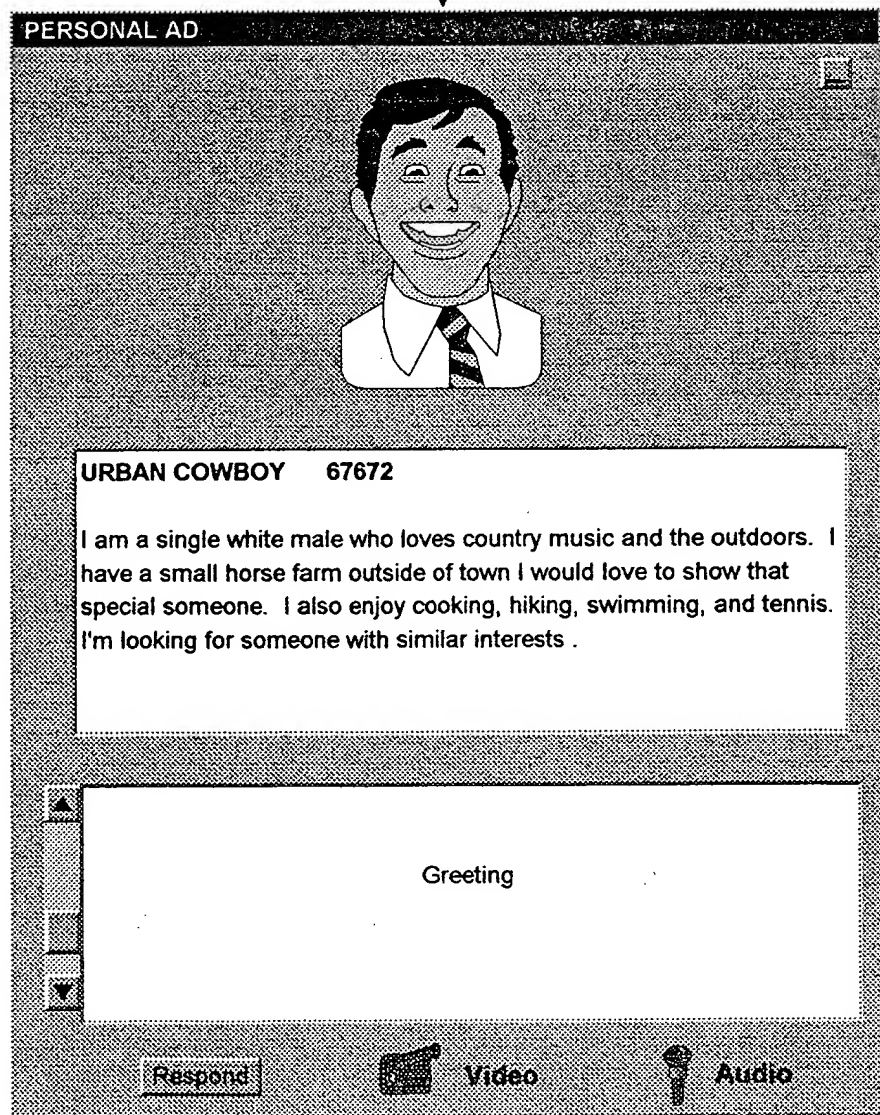 PERSONAL AD
URBAN COWBOY 67672
I am a single white male who loves country music and the outdoors. I
have a small horse farm outside of town I would love to show that
special someone. I also enjoy cooking, hiking, swimming, and tennis.
I'm looking for someone with similar interests .
Greeting
Respond
Video
Audio